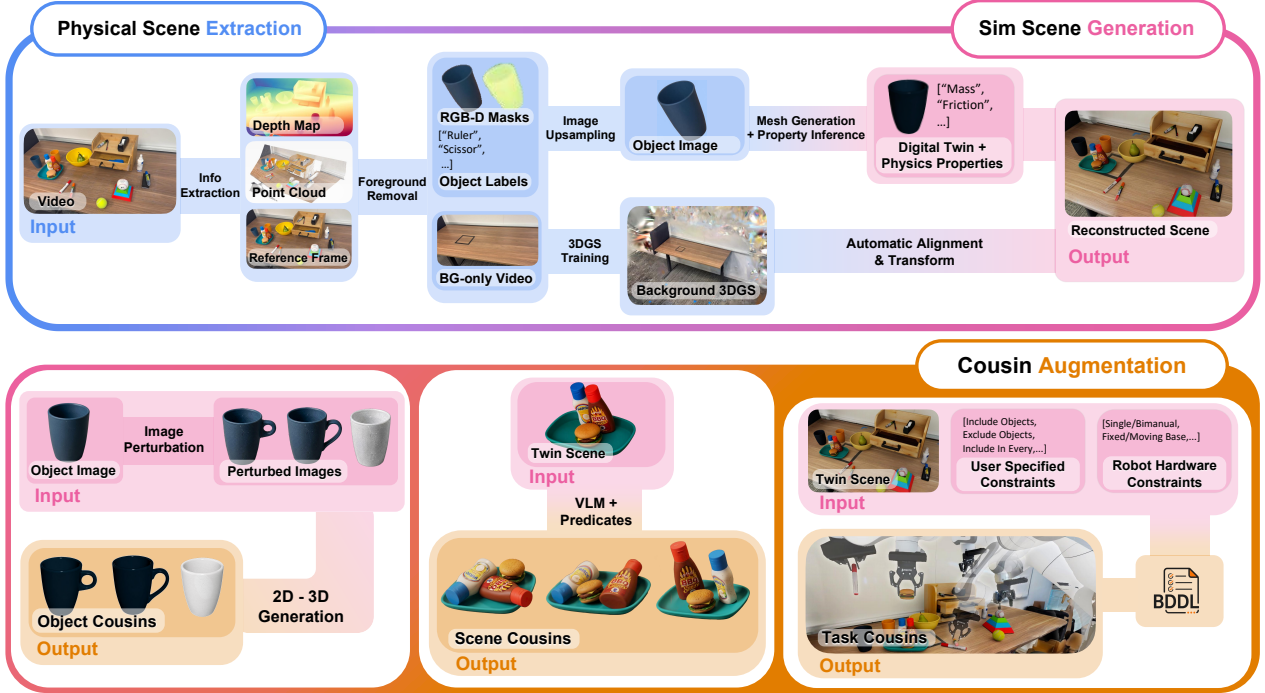 Physical Scene Extraction
Sim Scene Generation
Video
Input
Info
Extraction
Depth Map
Point Cloud
Reference Frame
Foreground
Removal
RGB-D Masks
[“Ruler”,
“Scissor”,
...]
Object Labels
BG-only Video
Image
Upsampling
Object Image
3DGS
Training
Background 3DGS
Mesh Generation
+ Property Inference
[“Mass”,
“Friction”,
...]
Digital Twin +
Physics Properties
Automatic Alignment
& Transform
Reconstructed Scene
Output
Cousin Augmentation
Object Image
Input
Image
Perturbation
Perturbed Images
2D - 3D
Generation
Object Cousins
Output
Twin Scene
Input
VLM +
Predicates
Scene Cousins
Output
Twin Scene
Input
[Include Objects,
Exclude Objects,
Include In Every,...]
User Specified
Constraints
[Single/Bimanual,
Fixed/Moving Base,...]
Robot Hardware
Constraints
BDDL
Task Cousins
Output